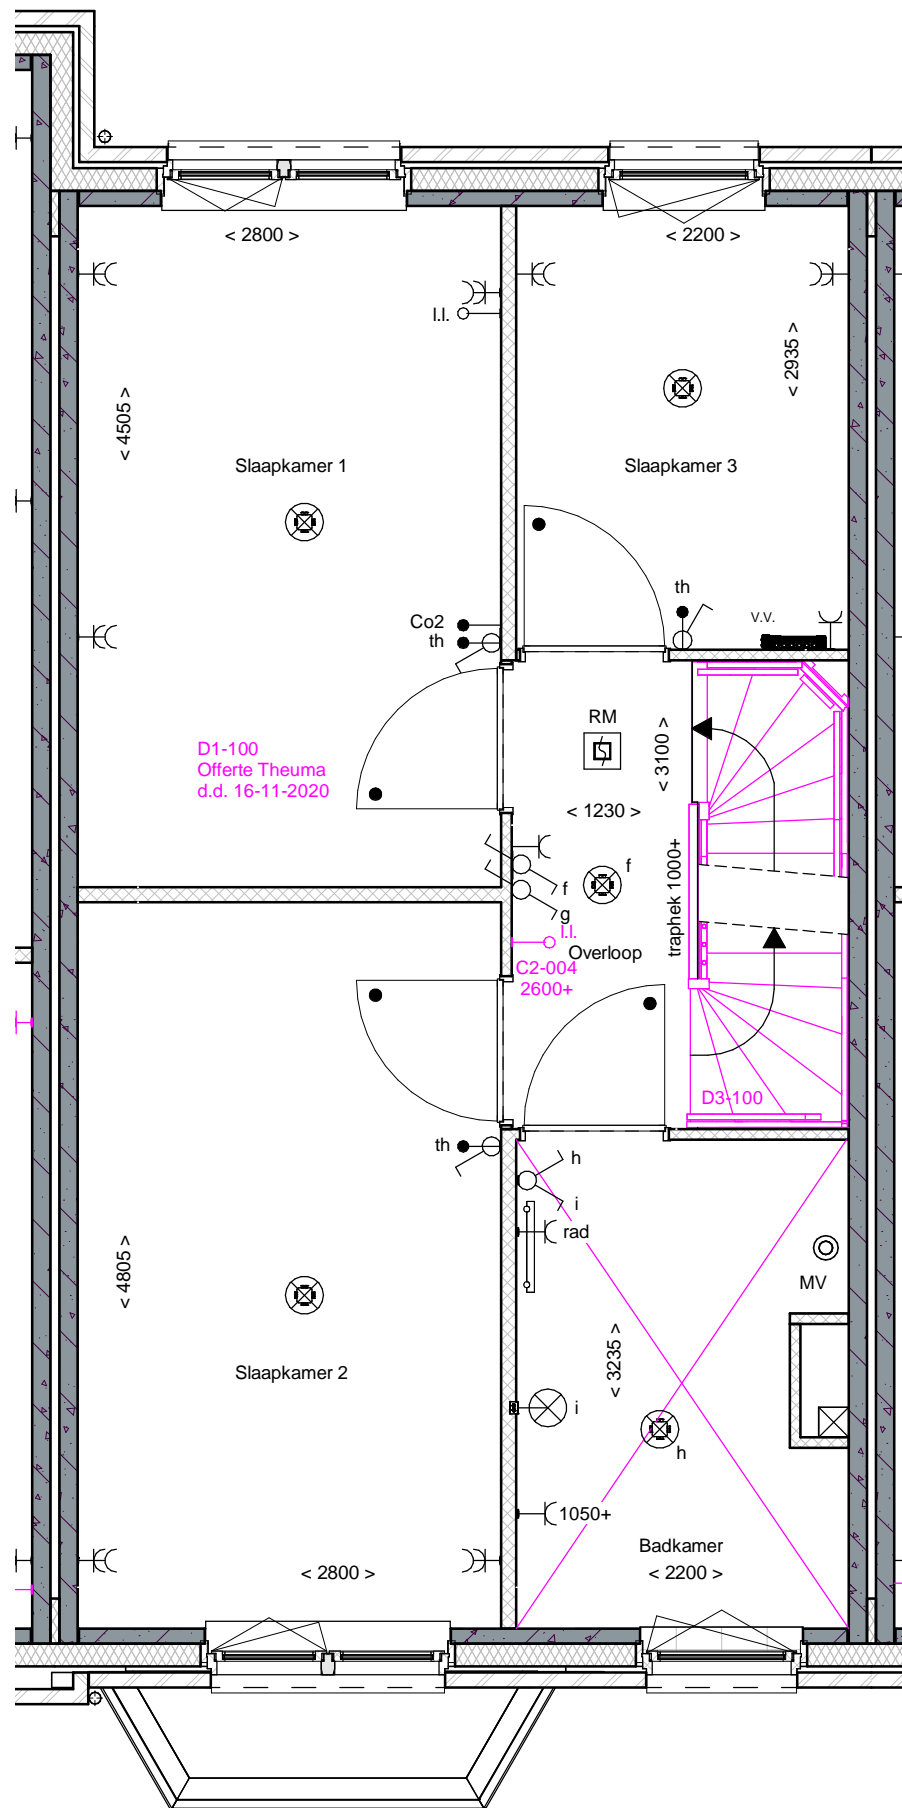 < 2800 >
< 2200 >
l.l.
< 4505 >
< 2935 >
Slaapkamer 1
Slaapkamer 3
Co2
th
th
v.v.
D1-100
Offerte Theuma
d.d. 16-11-2020
RM
< 3100 >
< 1230 >
traphek 1000+
f
f
g
l.l.
C2-004
2600+
Overloop
D3-100
th
h
i
rad
MV
< 4805 >
< 3235 >
Slaapkamer 2
i
h
1050+
Badkamer
< 2800 >
< 2200 >